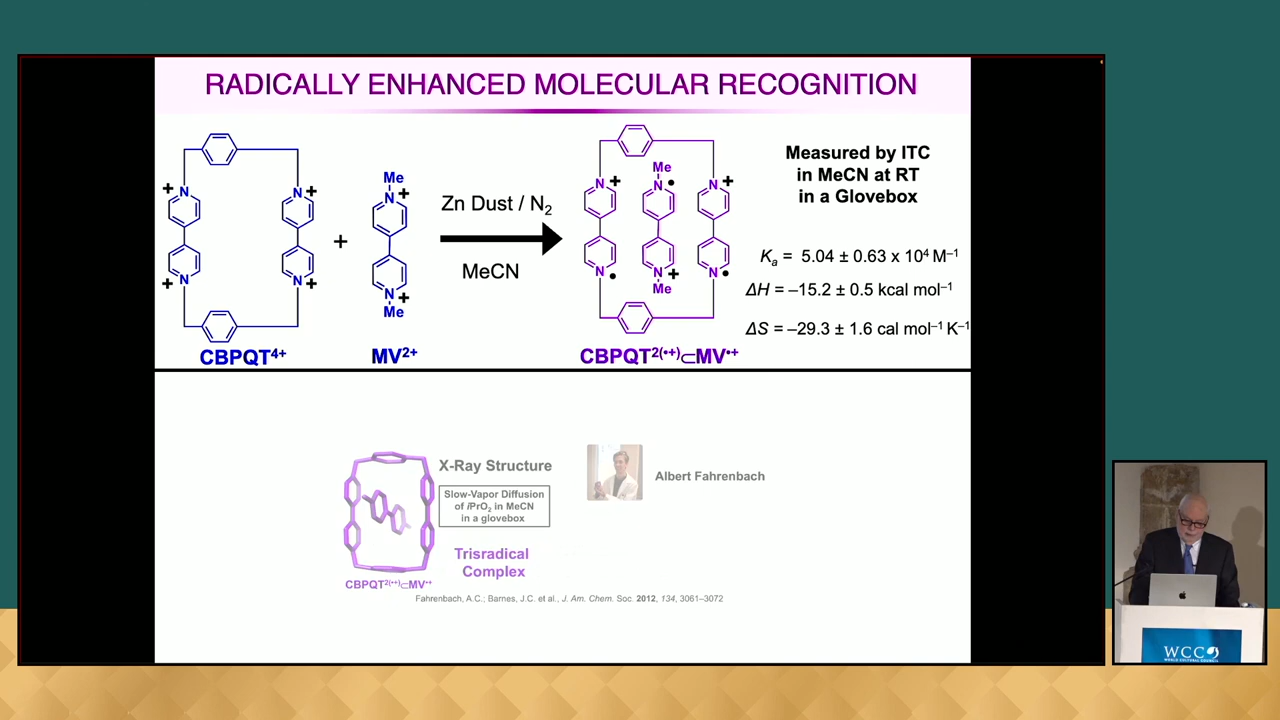 RADICALLY ENHANCED MOLECULAR RECOGNITION
+ N N +
+ N N +
CBPQT4+
+
Me
N +
N +
Me
MV2+
Zn Dust / N2
MeCN
Me
N + N • N +
N • N + N •
Me
CBPQT2(•+)⊂MV•+
Measured by ITC
in MeCN at RT
in a Glovebox
Ka = 5.04 ± 0.63 x 10⁴ M⁻¹
ΔH = –15.2 ± 0.5 kcal mol⁻¹
ΔS = –29.3 ± 1.6 cal mol⁻¹ K⁻¹
X-Ray Structure
Slow-Vapor Diffusion
of iPrO2 in MeCN
in a glovebox
Trisradical
Complex
CBPQT2(•+)⊂MV•+
Albert Fahrenbach
Fahrenbach, A.C.; Barnes, J.C. et al., J. Am. Chem. Soc. 2012, 134, 3061–3072
WCC
WORLD CULTURAL COUNCIL